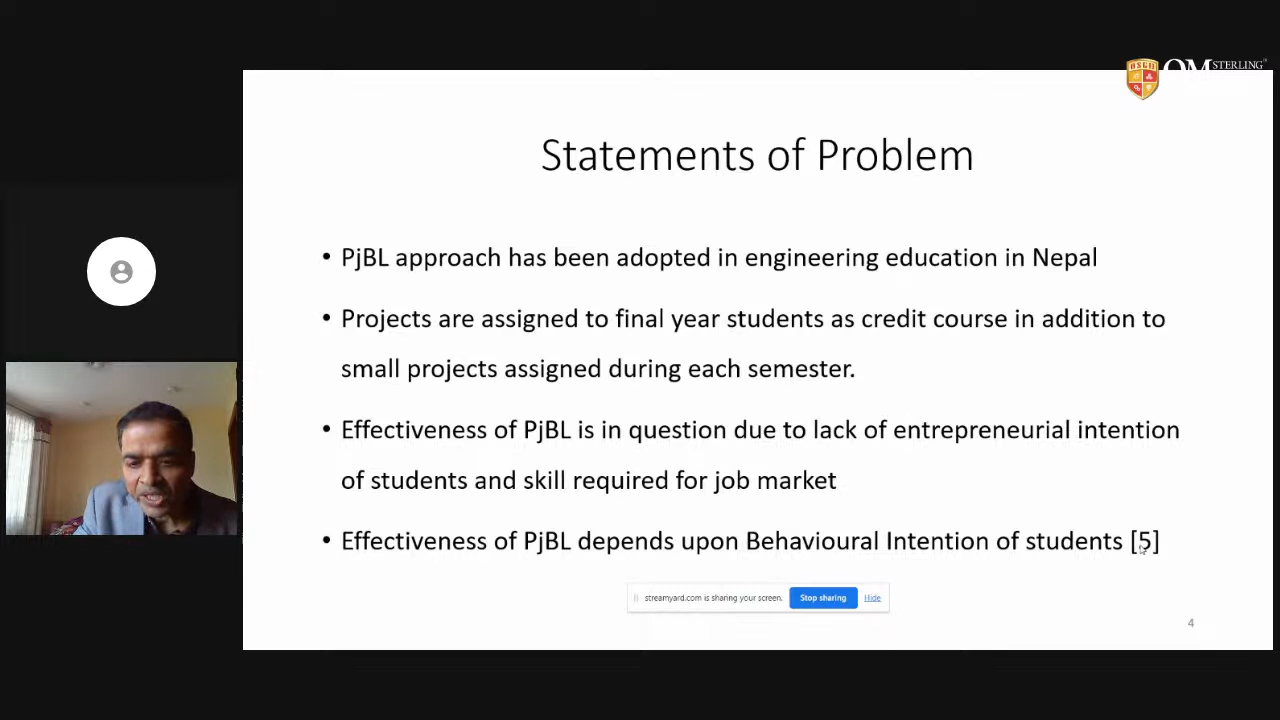 OSGU
OM STERLING
Statements of Problem
• PjBL approach has been adopted in engineering education in Nepal
• Projects are assigned to final year students as credit course in addition to
small projects assigned during each semester.
• Effectiveness of PjBL is in question due to lack of entrepreneurial intention
of students and skill required for job market
• Effectiveness of PjBL depends upon Behavioural Intention of students [5]
streamyard.com is sharing your screen. Stop sharing Hide
4